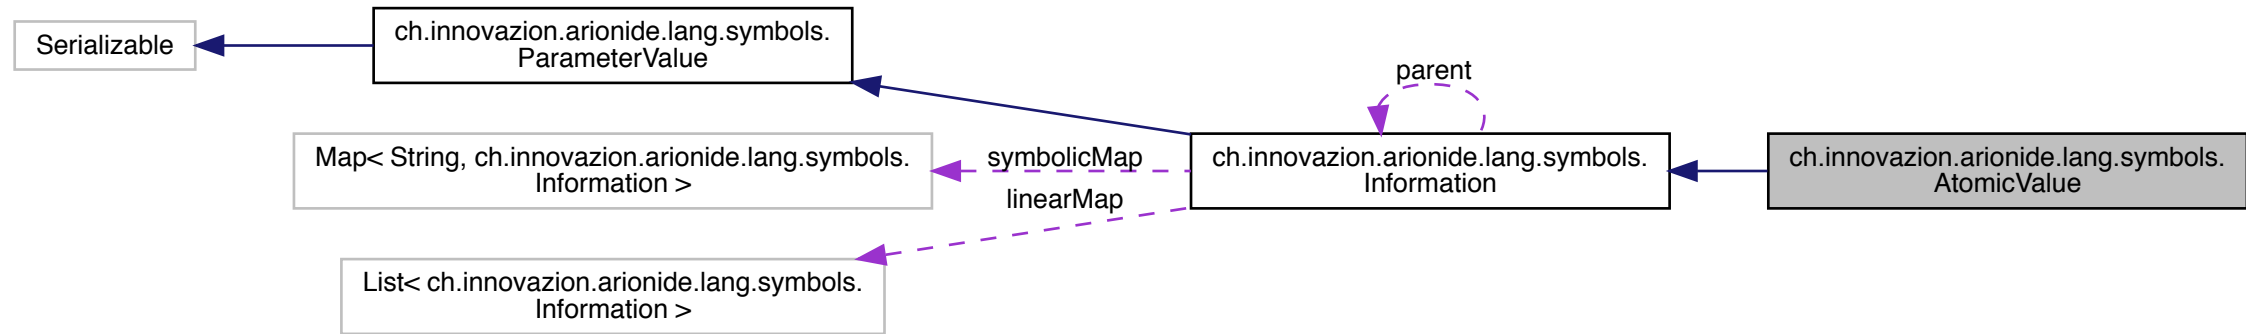 Serializable
ch.innovazion.arionide.lang.symbols.
ParameterValue
parent
Map< String, ch.innovazion.arionide.lang.symbols.
Information >
symbolicMap
linearMap
ch.innovazion.arionide.lang.symbols.
Information
ch.innovazion.arionide.lang.symbols.
AtomicValue
List< ch.innovazion.arionide.lang.symbols.
Information >